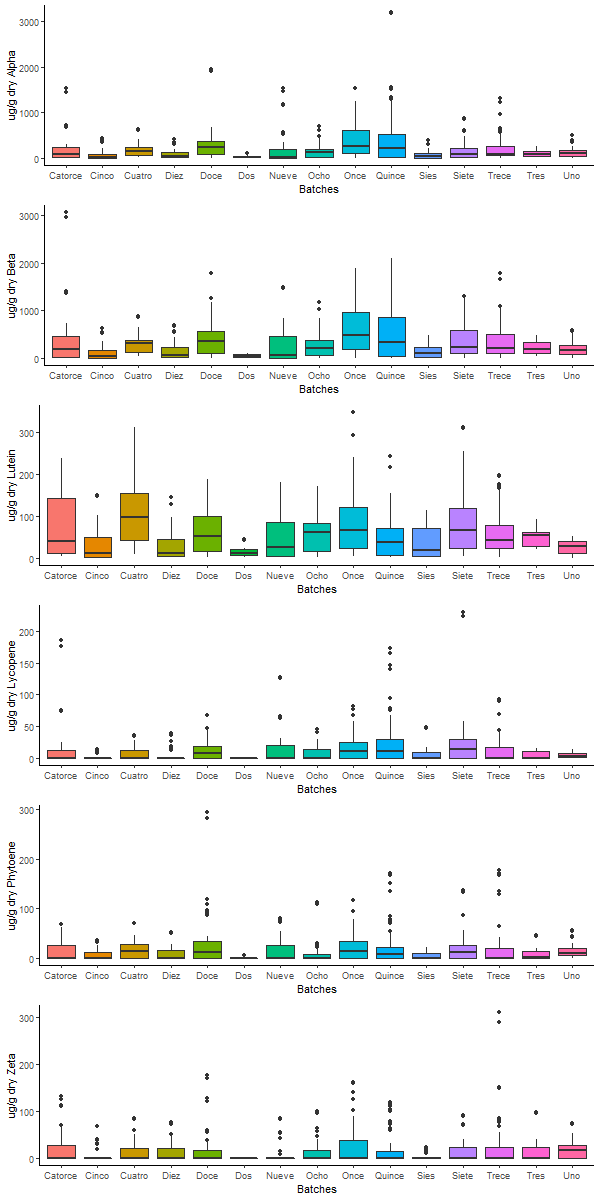 ug/g dry Alpha
3000
2000
1000
0
Catorce Cinco Cuatro Diez Doce Dos Nueve Ocho Once Quince Sies Siete Trece Tres Uno
Batches
ug/g dry Beta
3000
2000
1000
0
Catorce Cinco Cuatro Diez Doce Dos Nueve Ocho Once Quince Sies Siete Trece Tres Uno
Batches
ug/g dry Lutein
300
200
100
0
Catorce Cinco Cuatro Diez Doce Dos Nueve Ocho Once Quince Sies Siete Trece Tres Uno
Batches
ug/g dry Lycopene
200
150
100
50
0
Catorce Cinco Cuatro Diez Doce Dos Nueve Ocho Once Quince Sies Siete Trece Tres Uno
Batches
ug/g dry Phytoene
300
200
100
0
Catorce Cinco Cuatro Diez Doce Dos Nueve Ocho Once Quince Sies Siete Trece Tres Uno
Batches
ug/g dry Zeta
300
200
100
0
Catorce Cinco Cuatro Diez Doce Dos Nueve Ocho Once Quince Sies Siete Trece Tres Uno
Batches